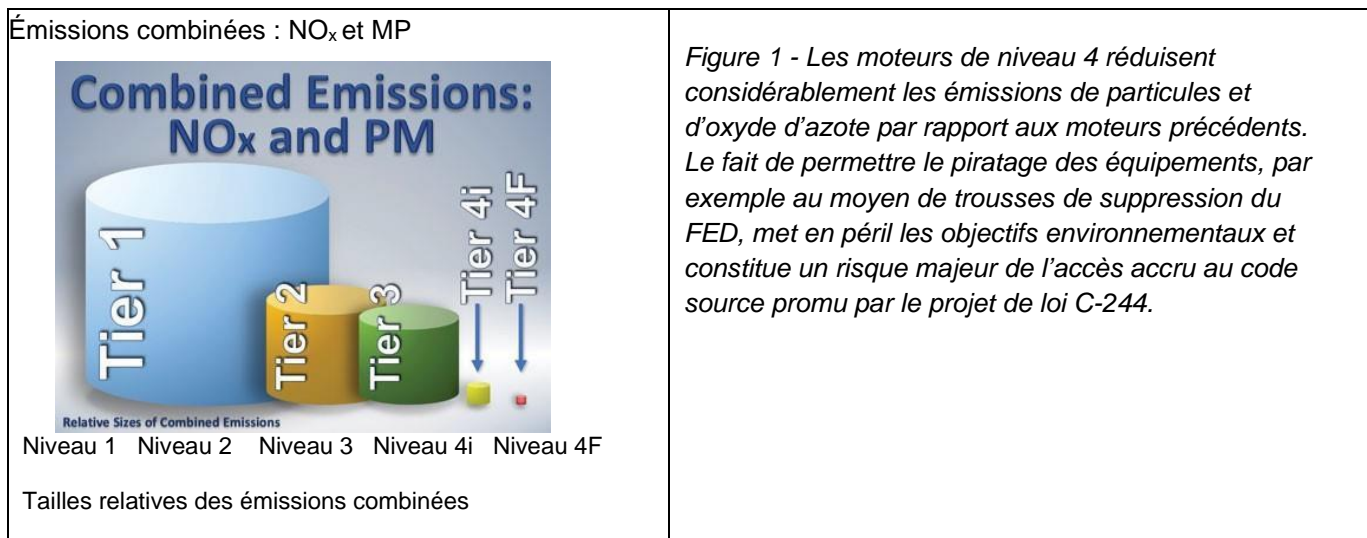 Émissions combinées : NOx et MP
Combined Emissions:
NOx and PM
Tier 1
Tier 2
Tier 3
Tier 4i
Tier 4F
Relative Sizes of Combined Emissions
Niveau 1 Niveau 2 Niveau 3 Niveau 4i Niveau 4F
Tailles relatives des émissions combinées
Figure 1 - Les moteurs de niveau 4 réduisent
considérablement les émissions de particules et
d’oxyde d’azote par rapport aux moteurs précédents.
Le fait de permettre le piratage des équipements, par
exemple au moyen de trousses de suppression du
FED, met en péril les objectifs environnementaux et
constitue un risque majeur de l’accès accru au code
source promu par le projet de loi C-244.